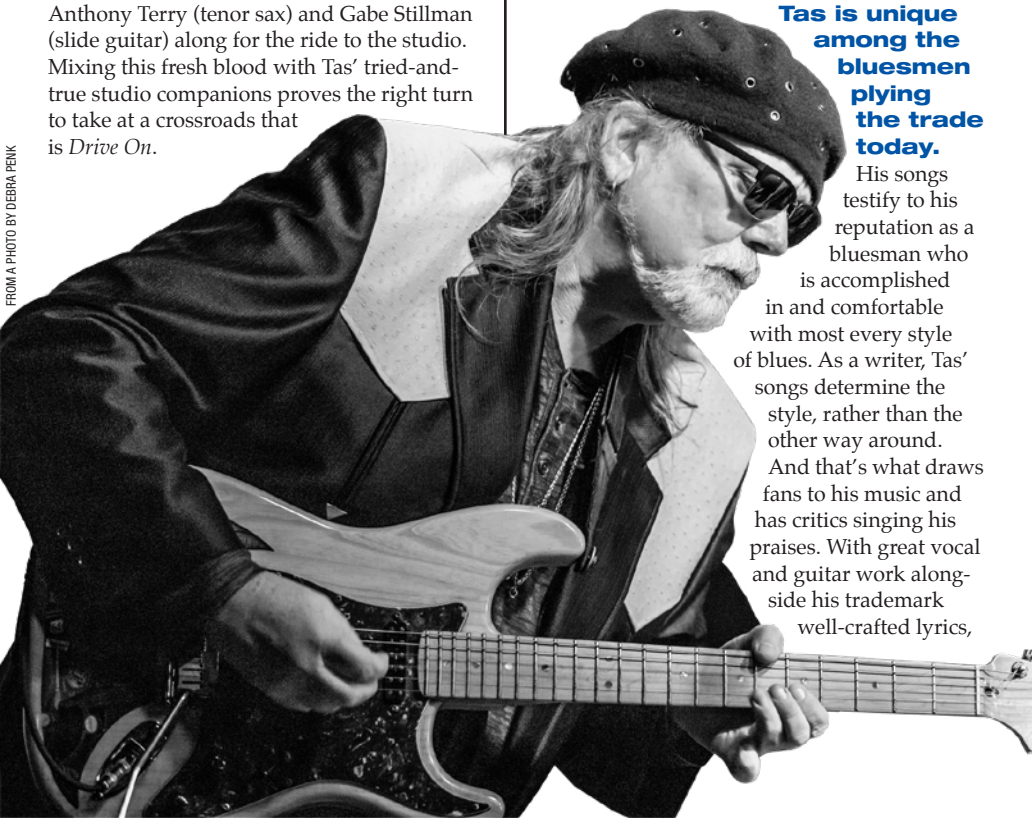 Anthony Terry (tenor sax) and Gabe Stillman
(slide guitar) along for the ride to the studio.
Mixing this fresh blood with Tas’ tried-and-
true studio companions proves the right turn
to take at a crossroads that
is Drive On.
FROM A PHOTO BY DEBRA PENK
Tas is unique
among the
bluesmen
plying
the trade
today.
His songs
testify to his
reputation as a
bluesman who
is accomplished
in and comfortable
with most every style
of blues. As a writer, Tas’
songs determine the
style, rather than the
other way around.
And that’s what draws
fans to his music and
has critics singing his
praises. With great vocal
and guitar work along-
side his trademark
well-crafted lyrics,